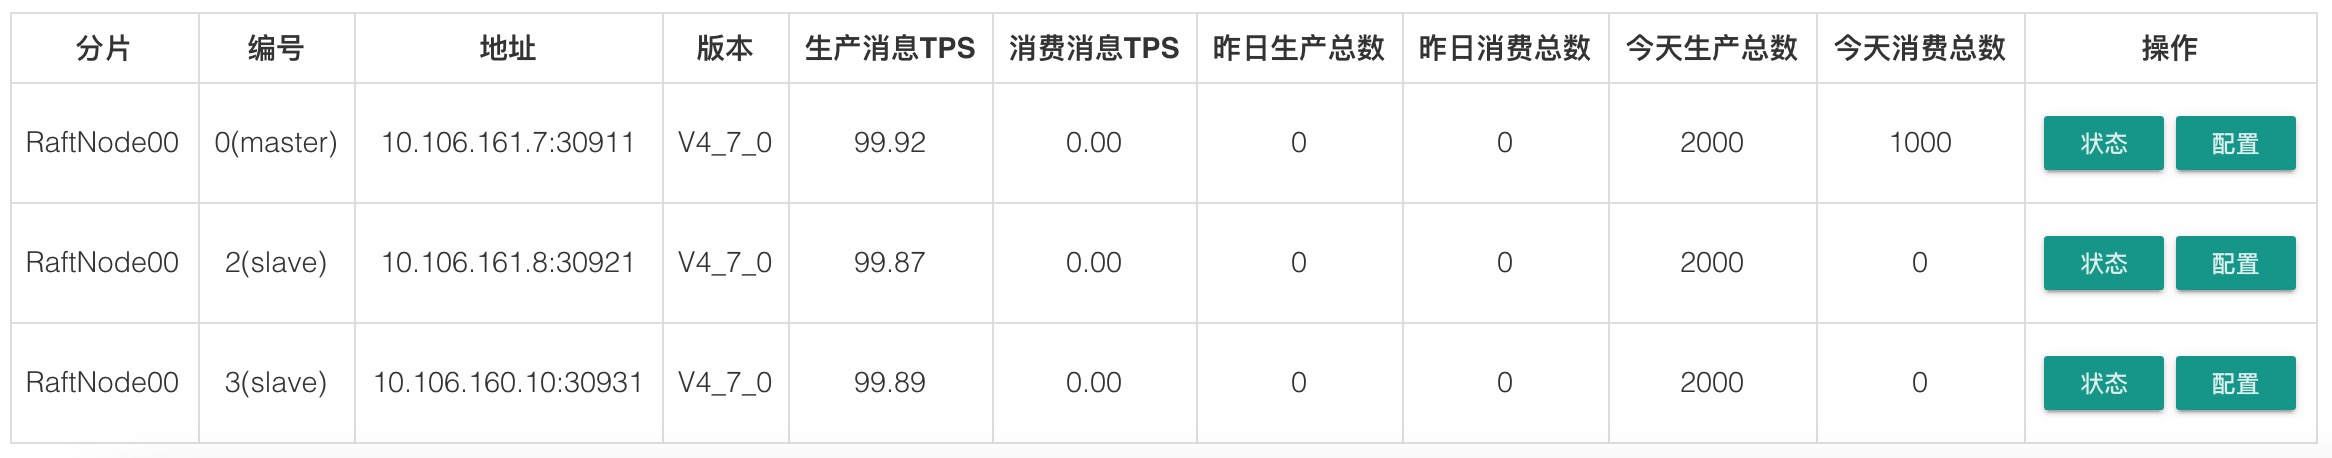 分片 编号 地址 版本 生产消息TPS 消费消息TPS 昨日生产总数 昨日消费总数 今天生产总数 今天消费总数 操作
RaftNode00 0(master) 10.106.161.7:30911 V4_7_0 99.92 0.00 0 0 2000 1000 状态 配置
RaftNode00 2(slave) 10.106.161.8:30921 V4_7_0 99.87 0.00 0 0 2000 0 状态 配置
RaftNode00 3(slave) 10.106.160.10:30931 V4_7_0 99.89 0.00 0 0 2000 0 状态 配置